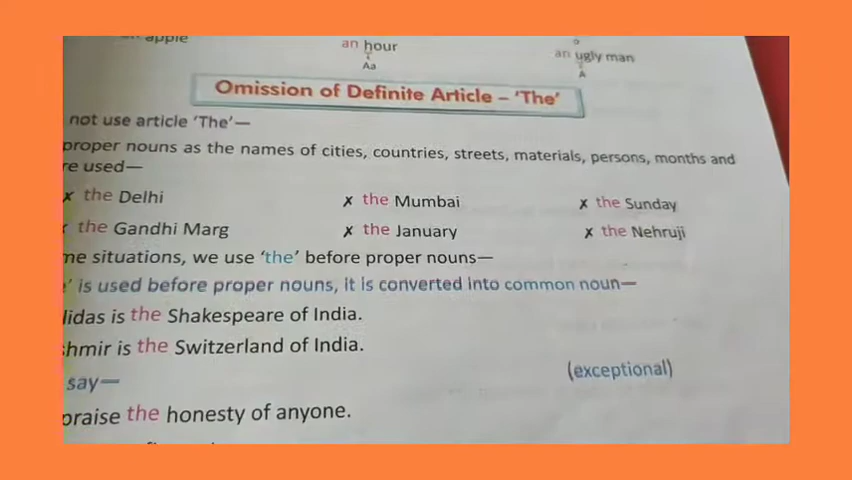 apple an hour an ugly man
Aa A
Omission of Definite Article – 'The'
not use article 'The'—
proper nouns as the names of cities, countries, streets, materials, persons, months and
re used—
✗ the Delhi ✗ the Mumbai ✗ the Sunday
✗ the Gandhi Marg ✗ the January ✗ the Nehruji
me situations, we use 'the' before proper nouns—
' is used before proper nouns, it is converted into common noun—
lidas is the Shakespeare of India.
shmir is the Switzerland of India.
say— (exceptional)
praise the honesty of anyone.